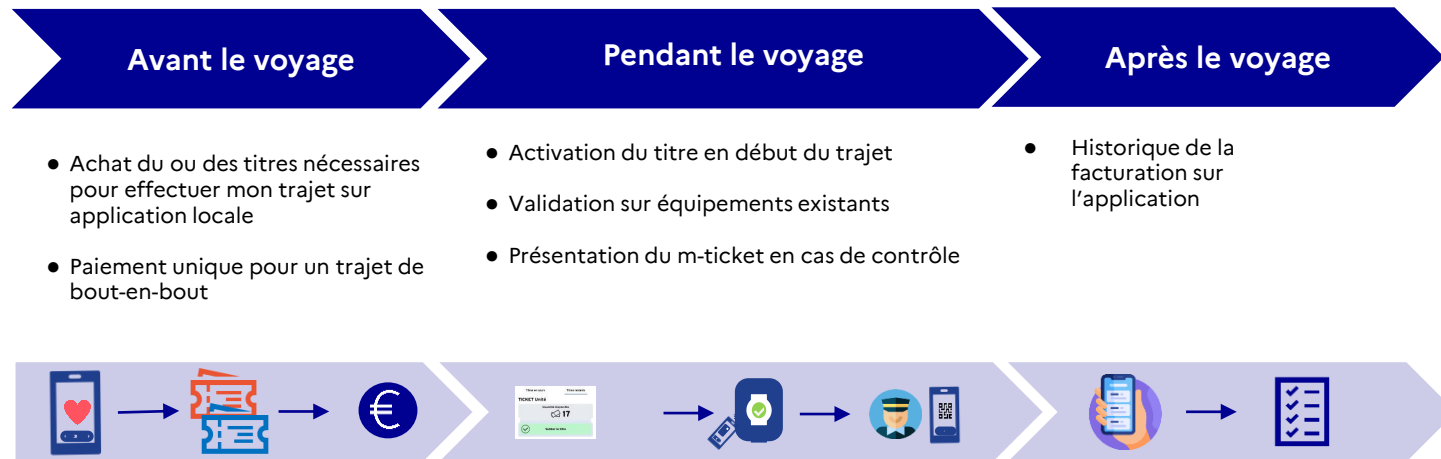 Avant le voyage
Pendant le voyage
Après le voyage
● Achat du ou des titres nécessaires
pour effectuer mon trajet sur
application locale
● Paiement unique pour un trajet de
bout-en-bout
● Activation du titre en début du trajet
● Validation sur équipements existants
● Présentation du m-ticket en cas de contrôle
● Historique de la
facturation sur
l’application
TICKET Unité
17
Valider le titre
€